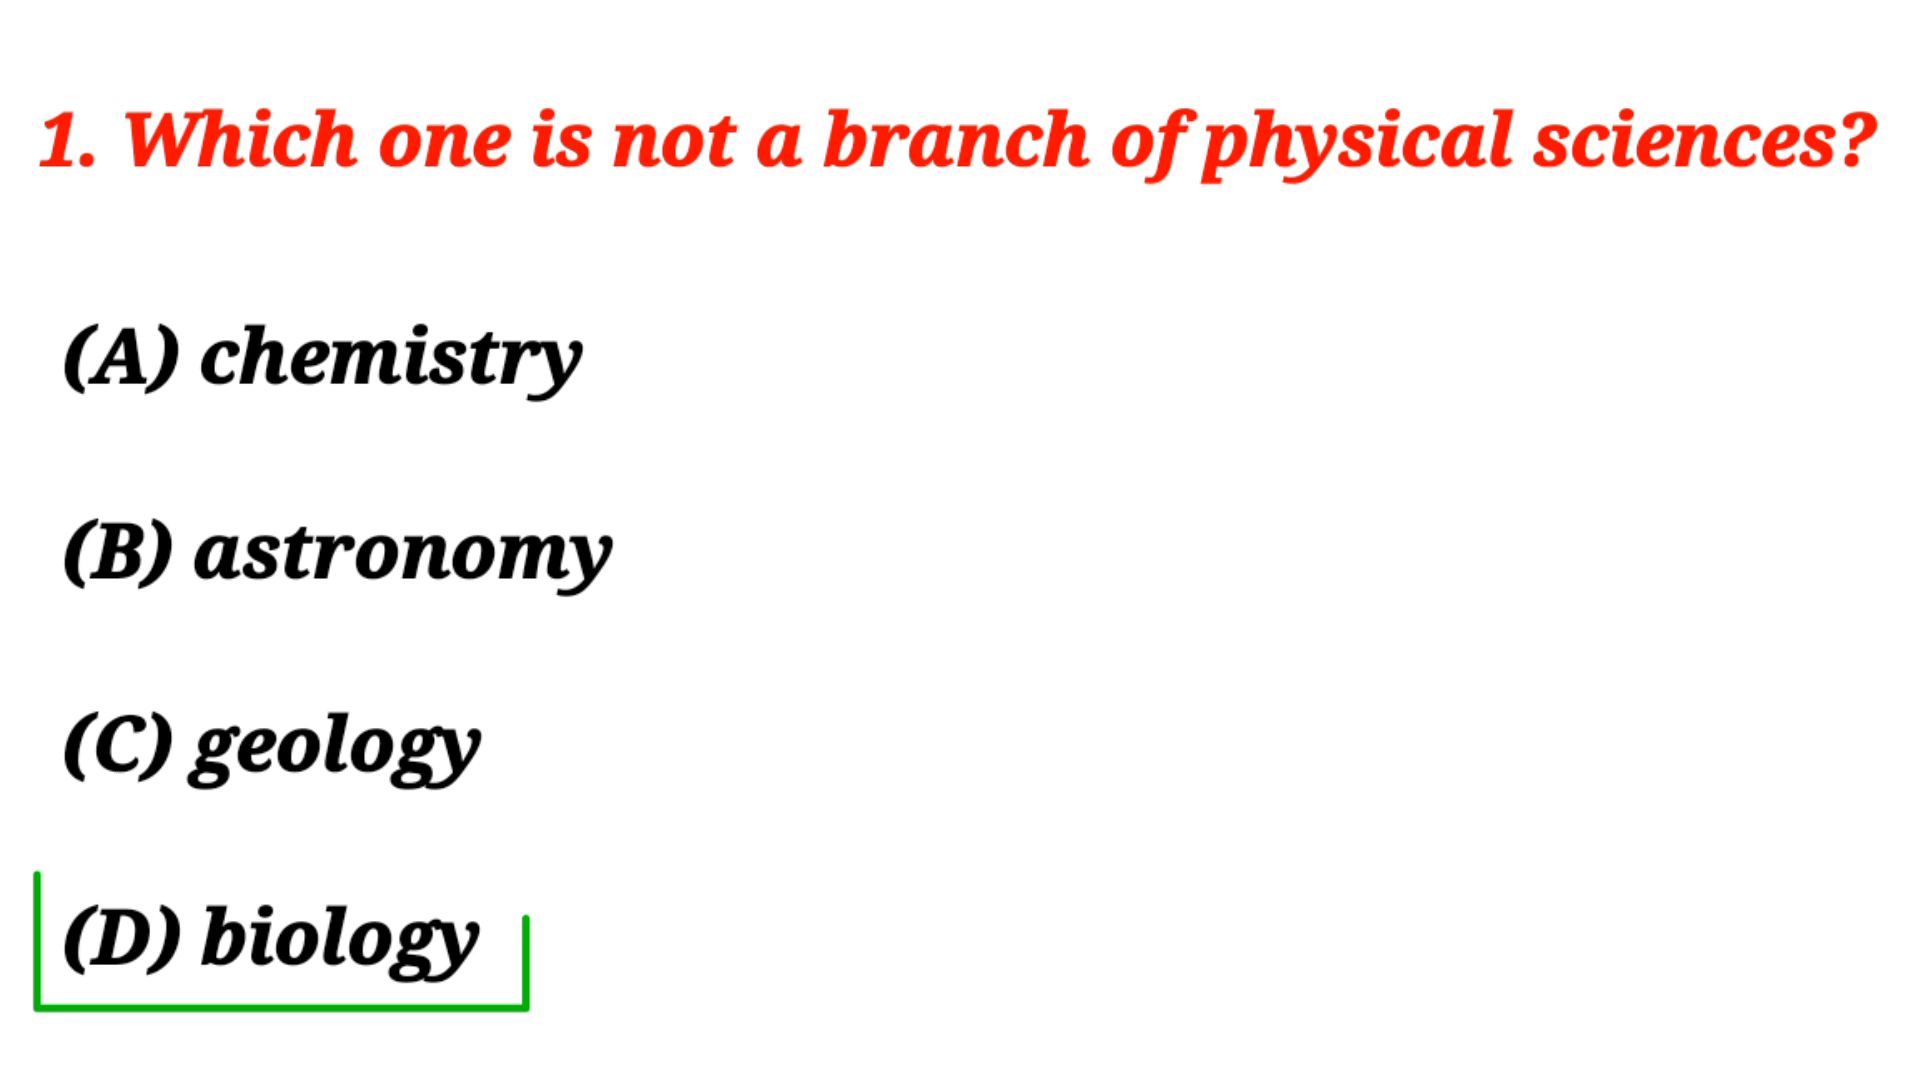 1. Which one is not a branch of physical sciences?
(A) chemistry
(B) astronomy
(C) geology
(D) biology